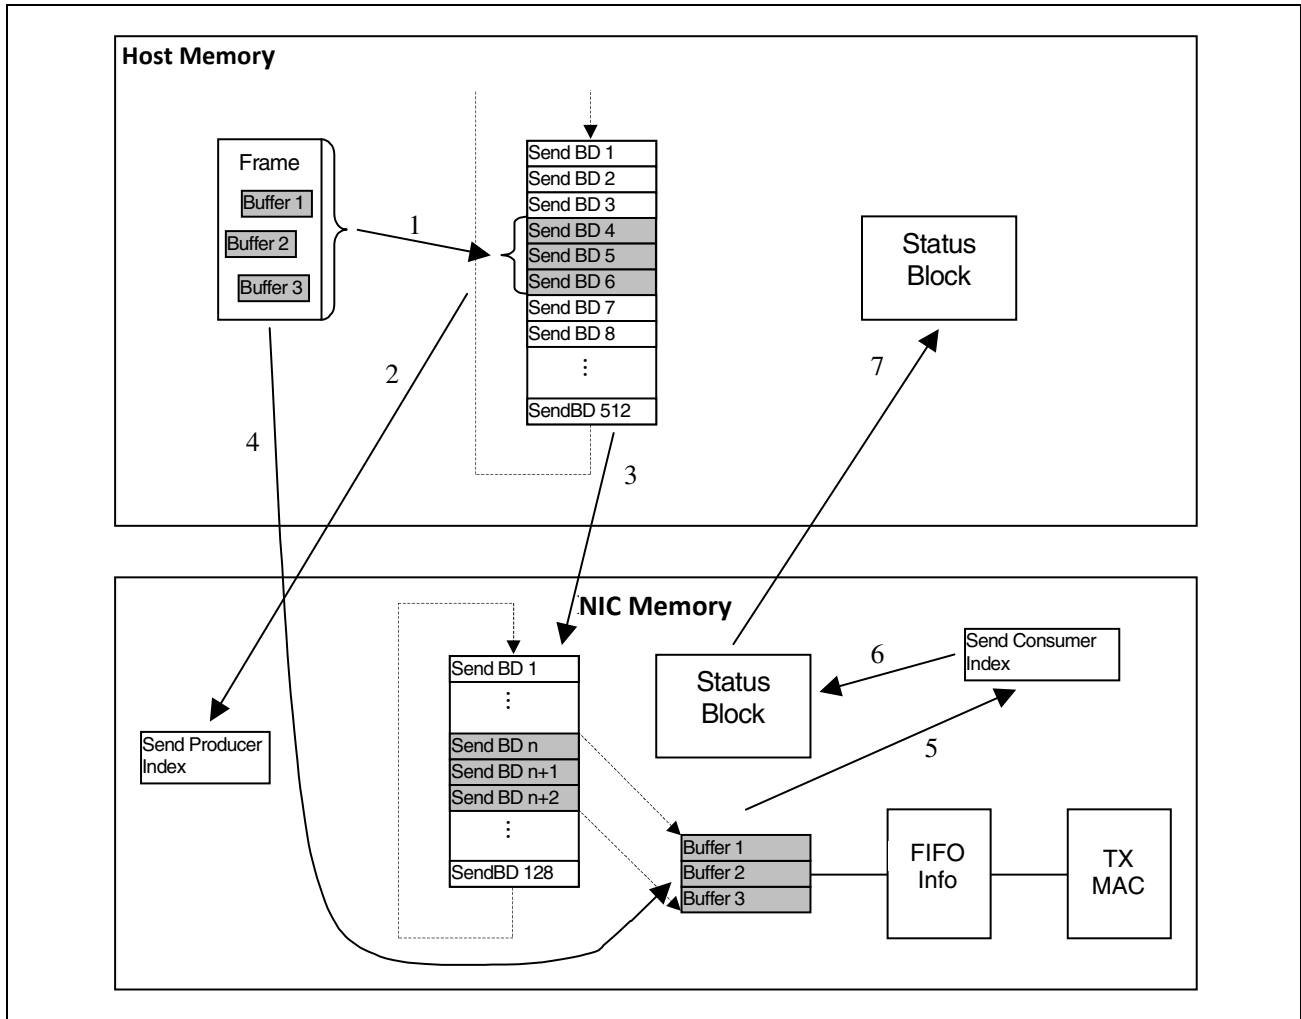 Host Memory
Frame
Buffer 1
Buffer 2
Buffer 3
1
Send BD 1
Send BD 2
Send BD 3
Send BD 4
Send BD 5
Send BD 6
Send BD 7
Send BD 8
⋮
SendBD 512
Status
Block
2
3
4
7
NIC Memory
Send Producer
Index
Send BD 1
⋮
Send BD n
Send BD n+1
Send BD n+2
⋮
SendBD 128
Status
Block
6
Send Consumer
Index
5
Buffer 1
Buffer 2
Buffer 3
FIFO
Info
TX
MAC